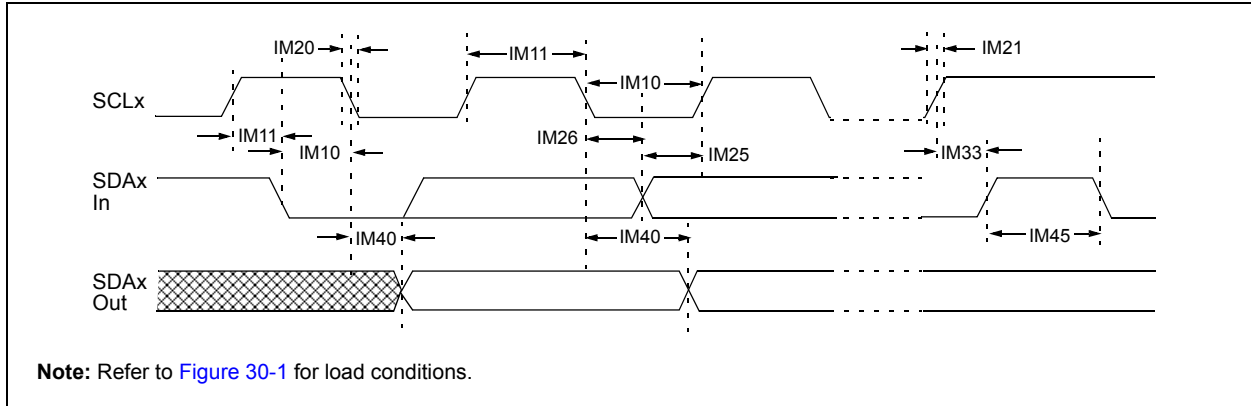 IM20
IM11
IM21
IM10
SCLx
IM11
IM26
IM10
IM25
IM33
SDAx
In
IM40
IM40
IM45
SDAx
Out
Note: Refer to Figure 30-1 for load conditions.